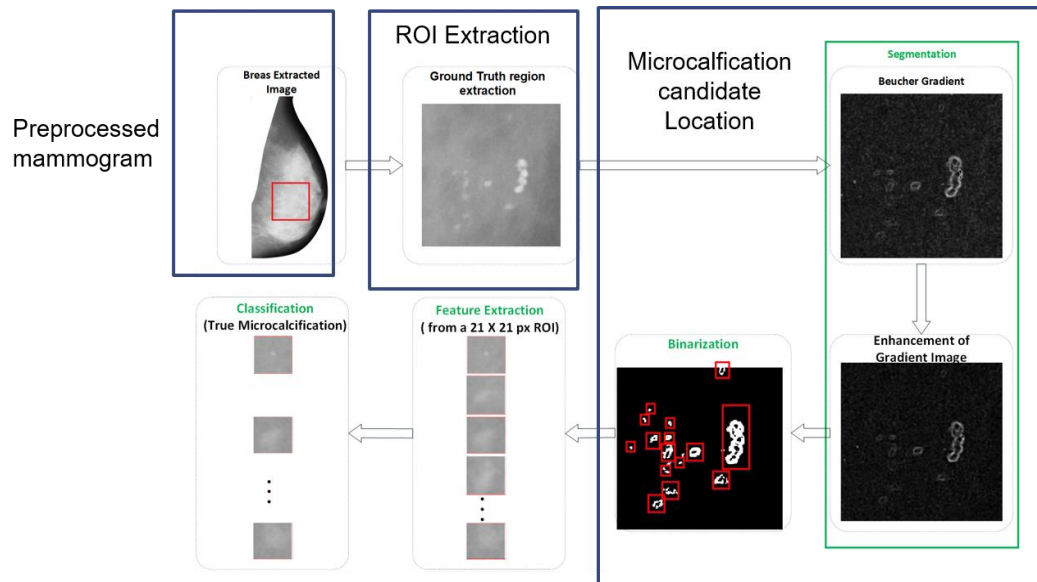 Preprocessed
mammogram
Breas Extracted
Image
ROI Extraction
Ground Truth region
extraction
Microcalfication
candidate
Location
Segmentation
Beucher Gradient
Enhancement of
Gradient Image
Binarization
Feature Extraction
( from a 21 X 21 px ROI)
Classification
(True Microcalcification)